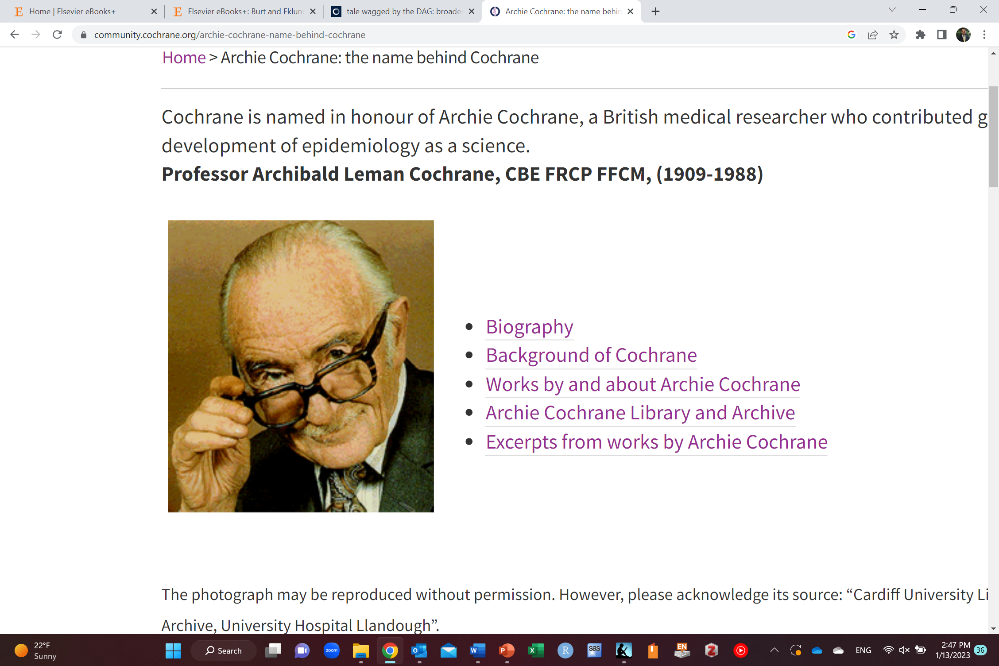 Home | Elsevier eBooks+
Elsevier eBooks+: Burt and Eklun
tale wagged by the DAG: broade
Archie Cochrane: the name behin
community.cochrane.org/archie-cochrane-name-behind-cochrane
Home > Archie Cochrane: the name behind Cochrane
Cochrane is named in honour of Archie Cochrane, a British medical researcher who contributed g
development of epidemiology as a science.
Professor Archibald Leman Cochrane, CBE FRCP FFCM, (1909-1988)
Biography
Background of Cochrane
Works by and about Archie Cochrane
Archie Cochrane Library and Archive
Excerpts from works by Archie Cochrane
The photograph may be reproduced without permission. However, please acknowledge its source: “Cardiff University Li
Archive, University Hospital Llandough”.
22°F
Sunny
Search
zoom
sas
EN
ENG
2:47 PM
1/13/2023
36